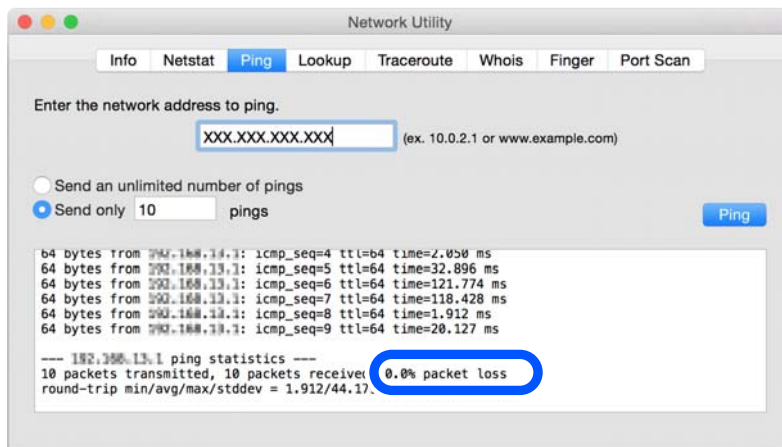 Network Utility
Info Netstat Ping Lookup Traceroute Whois Finger Port Scan
Enter the network address to ping.
XXX.XXX.XXX.XXX (ex. 10.0.2.1 or www.example.com)
Send an unlimited number of pings
Send only 10 pings
Ping
64 bytes from : icmp_seq=4 ttl=64 time=2.050 ms
64 bytes from : icmp_seq=5 ttl=64 time=32.896 ms
64 bytes from : icmp_seq=6 ttl=64 time=121.774 ms
64 bytes from : icmp_seq=7 ttl=64 time=118.428 ms
64 bytes from : icmp_seq=8 ttl=64 time=1.912 ms
64 bytes from : icmp_seq=9 ttl=64 time=20.127 ms
--- ping statistics ---
10 packets transmitted, 10 packets received 0.0% packet loss
round-trip min/avg/max/stddev = 1.912/44.17